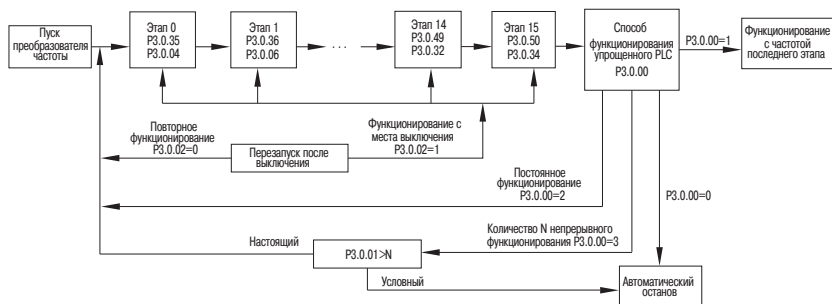 Пуск
преобразователя
частоты
Этап 0
P3.0.35
P3.0.04
Этап 1
P3.0.36
P3.0.06
...
Этап 14
P3.0.49
P3.0.32
Этап 15
P3.0.50
P3.0.34
Способ
функционирования
упрощенного PLC
P3.0.00
P3.0.00=1
Функционирование
с частотой
последнего этапа
Повторное
функционирование
P3.0.02=0
Перезапуск после
выключения
Функционирование с
места выключения
P3.0.02=1
Постоянное
функционирование
P3.0.00=2
P3.0.00=0
Количество N непрерывного
функционирования P3.0.00=3
Настоящий
P3.0.01>N
Условный
Автоматический
останов